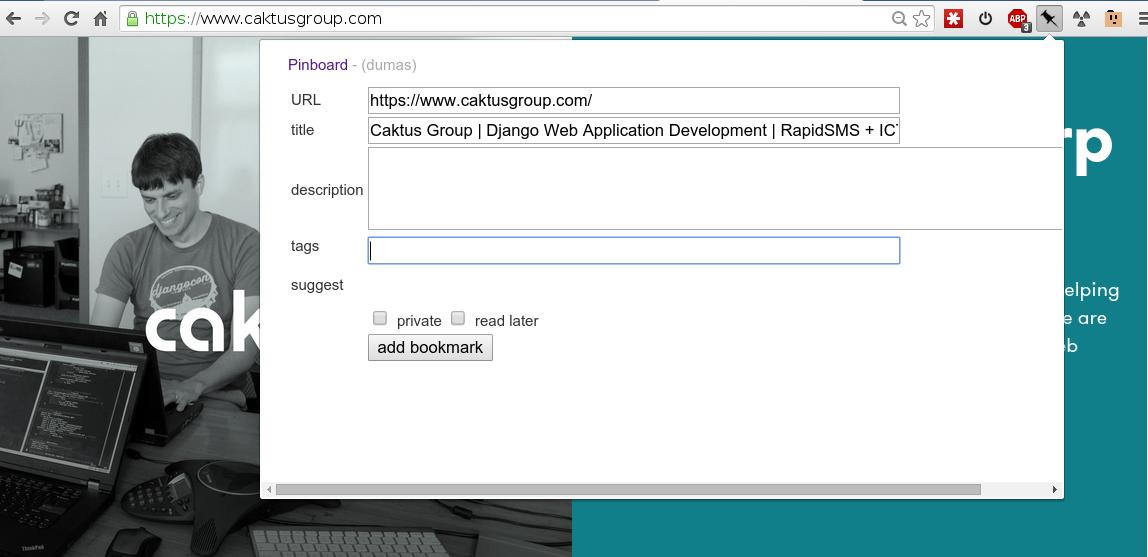 https://www.caktusgroup.com
ABP
3
Pinboard - (dumas)
URL
https://www.caktusgroup.com/
title
Caktus Group | Django Web Application Development | RapidSMS + IC
description
tags
suggest
private
read later
add bookmark
djangocon
cak
rp
elping
e are
eb
ThinkPad